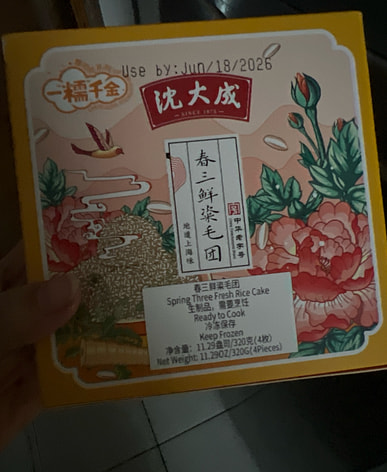 Use by:Jun/18/2026
一糯千金
沈大成
SINCE 1875
春三鲜染毛团
地道上海味
中华老字号
春三鲜染毛团
Spring Three Fresh Rice Cake
生制品，需要烹饪
Ready to Cook
冷冻保存
Keep Frozen
净含量：11.29盎司/320克(4枚)
Net Weight: 11.29OZ/320G(4Pieces)